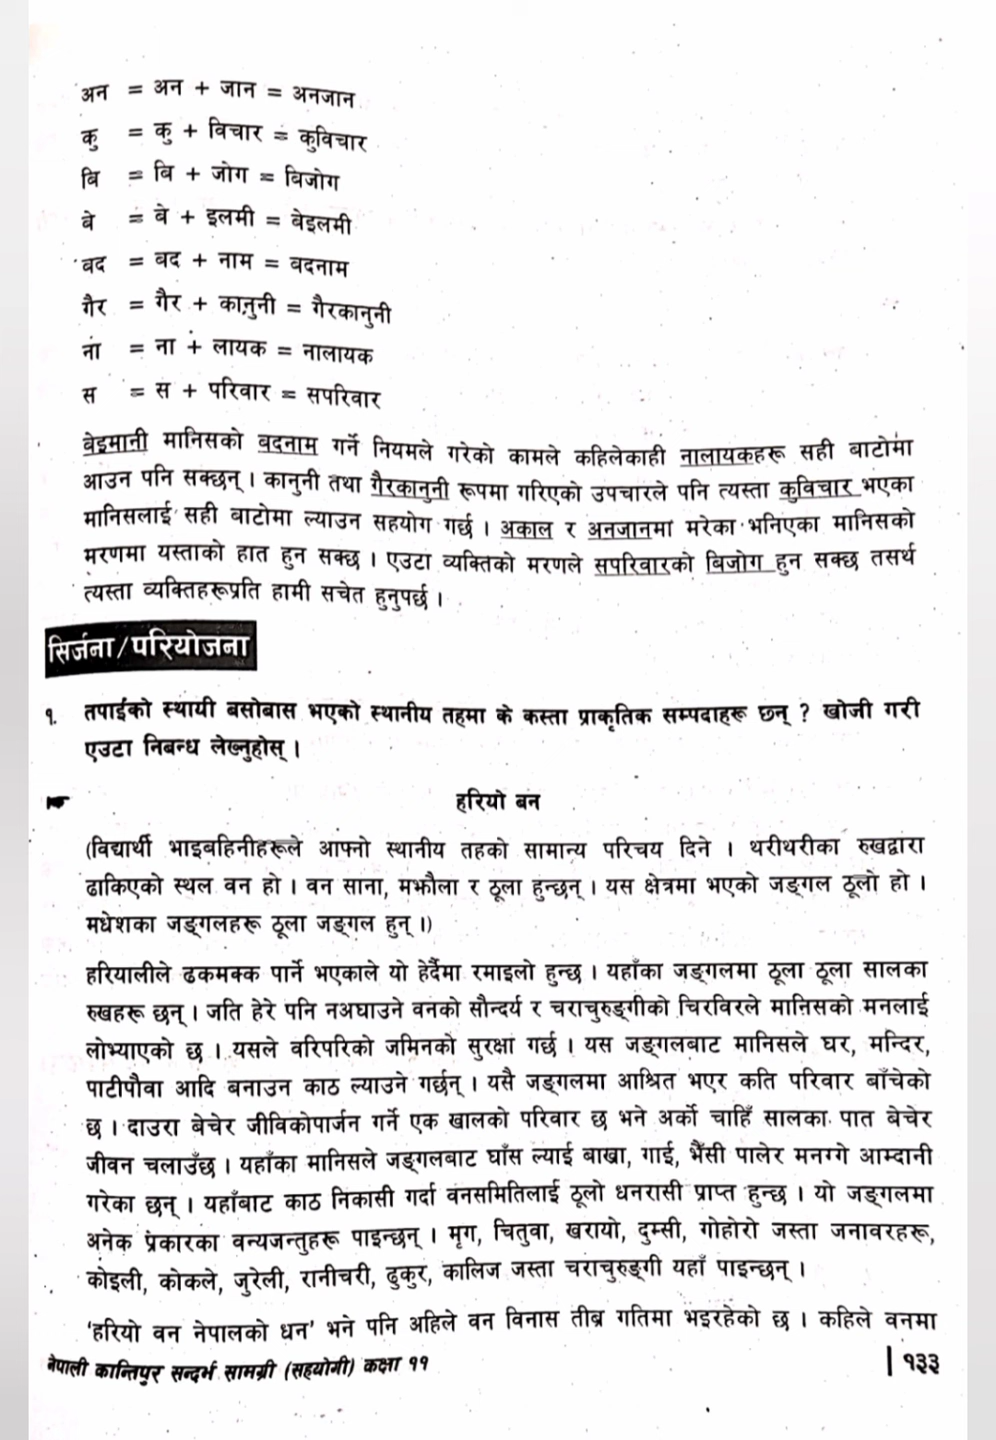 अन = अन + जान = अनजान
कु = कु + विचार = कुविचार
बि = बि + जोग = बिजोग
बे = बे + इलमी = बेइलमी
बद = बद + नाम = बदनाम
गैर = गैर + कानुनी = गैरकानुनी
ना = ना + लायक = नालायक
स = स + परिवार = सपरिवार
बेइमानी मानिसको बदनाम गर्ने नियमले गरेको कामले कहिलेकाही नालायकहरू सही बाटोमा
आउन पनि सक्छन् । कानुनी तथा गैरकानुनी रूपमा गरिएको उपचारले पनि त्यस्ता कुविचार भएका
मानिसलाई सही बाटोमा ल्याउन सहयोग गर्छ । अकाल र अनजानमा मरेका भनिएका मानिसको
मरणमा यस्ताको हात हुन सक्छ । एउटा व्यक्तिको मरणले सपरिवारको बिजोग हुन सक्छ तसर्थ
त्यस्ता व्यक्तिहरूप्रति हामी सचेत हुनुपर्छ ।
सिर्जना/परियोजना
१. तपाईको स्थायी बसोबास भएको स्थानीय तहमा के कस्ता प्राकृतिक सम्पदाहरू छन् ? खोजी गरी
एउटा निबन्ध लेख्नुहोस् ।
हरियो बन
(विद्यार्थी भाइबहिनीहरूले आफ्नो स्थानीय तहको सामान्य परिचय दिने । थरीथरीका रुखद्वारा
ढाकिएको स्थल वन हो । वन साना, मझौला र ठूला हुन्छन् । यस क्षेत्रमा भएको जङ्गल ठूलो हो ।
मधेशका जङ्गलहरू ठूला जङ्गल हुन् ।)
हरियालीले ढकमक्क पार्ने भएकाले यो हेर्दैमा रमाइलो हुन्छ । यहाँका जङ्गलमा ठूला ठूला सालका
रुखहरू छन् । जति हेरे पनि नअघाउने वनको सौन्दर्य र चराचुरुङ्गीको चिरविरले मानिसको मनलाई
लोभ्याएको छ । यसले वरिपरिको जमिनको सुरक्षा गर्छ । यस जङ्गलबाट मानिसले घर, मन्दिर,
पाटीपौवा आदि बनाउन काठ ल्याउने गर्छन् । यसै जङ्गलमा आश्रित भएर कति परिवार बाँचेको
छ । दाउरा बेचेर जीविकोपार्जन गर्ने एक खालको परिवार छ भने अर्को चाहिँ सालका पात बेचेर
जीवन चलाउँछ । यहाँका मानिसले जङ्गलबाट घाँस ल्याई बाख्रा, गाई, भैंसी पालेर मनग्गे आम्दानी
गरेका छन् । यहाँबाट काठ निकासी गर्दा वनसमितिलाई ठूलो धनरासी प्राप्त हुन्छ । यो जङ्गलमा
अनेक प्रकारका वन्यजन्तुहरू पाइन्छन् । मृग, चितुवा, खरायो, दुम्सी, गोहोरो जस्ता जनावरहरू,
कोइली, कोकले, जुरेली, रानीचरी, ढुकुर, कालिज जस्ता चराचुरुङ्गी यहाँ पाइन्छन् ।
'हरियो वन नेपालको धन' भने पनि अहिले वन विनास तीब्र गतिमा भइरहेको छ । कहिले वनमा
नेपाली कान्तिपुर सन्दर्भ सामग्री (सहयोगी) कक्षा ११
| १३३